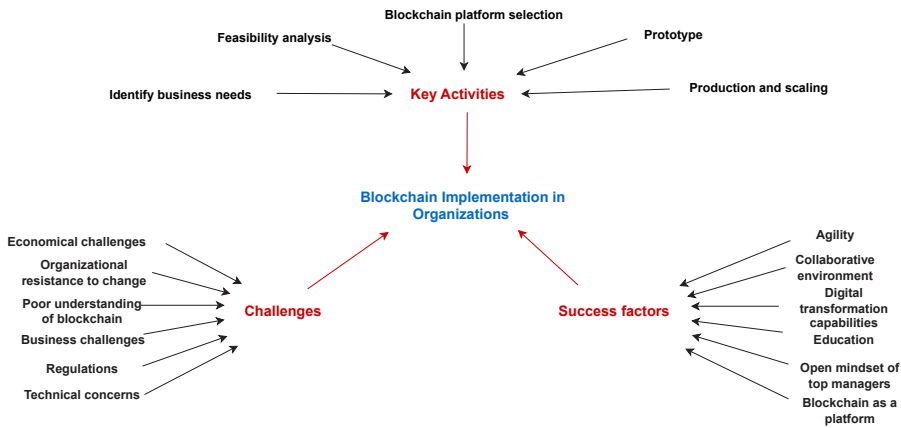 Blockchain platform selection
Feasibility analysis
Prototype
Identify business needs
Key Activities
Production and scaling
Blockchain Implementation in
Organizations
Economical challenges
Organizational
resistance to change
Poor understanding
of blockchain
Business challenges
Regulations
Technical concerns
Challenges
Success factors
Agility
Collaborative
environment
Digital
transformation
capabilities
Education
Open mindset of
top managers
Blockchain as a
platform